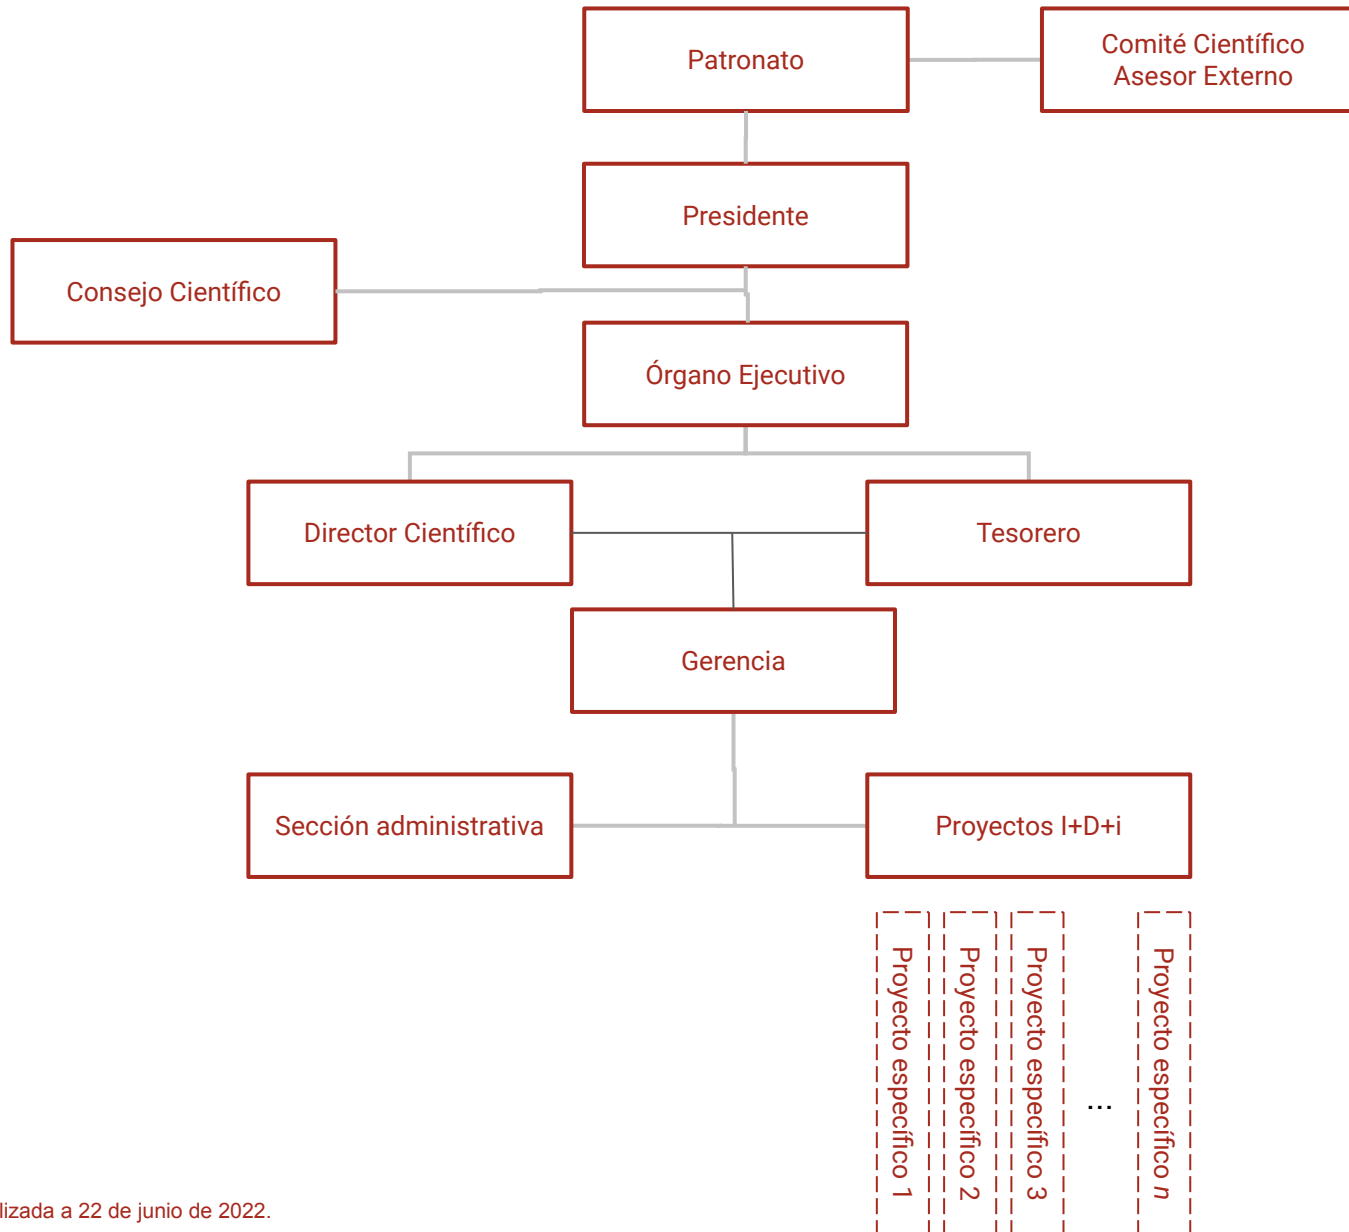 Patronato
Comité Científico
Asesor Externo
Presidente
Consejo Científico
Órgano Ejecutivo
Director Científico
Tesorero
Gerencia
Sección administrativa
Proyectos I+D+i
Proyecto específico 1
Proyecto específico 2
Proyecto específico 3
...
Proyecto específico n
lizada a 22 de junio de 2022.